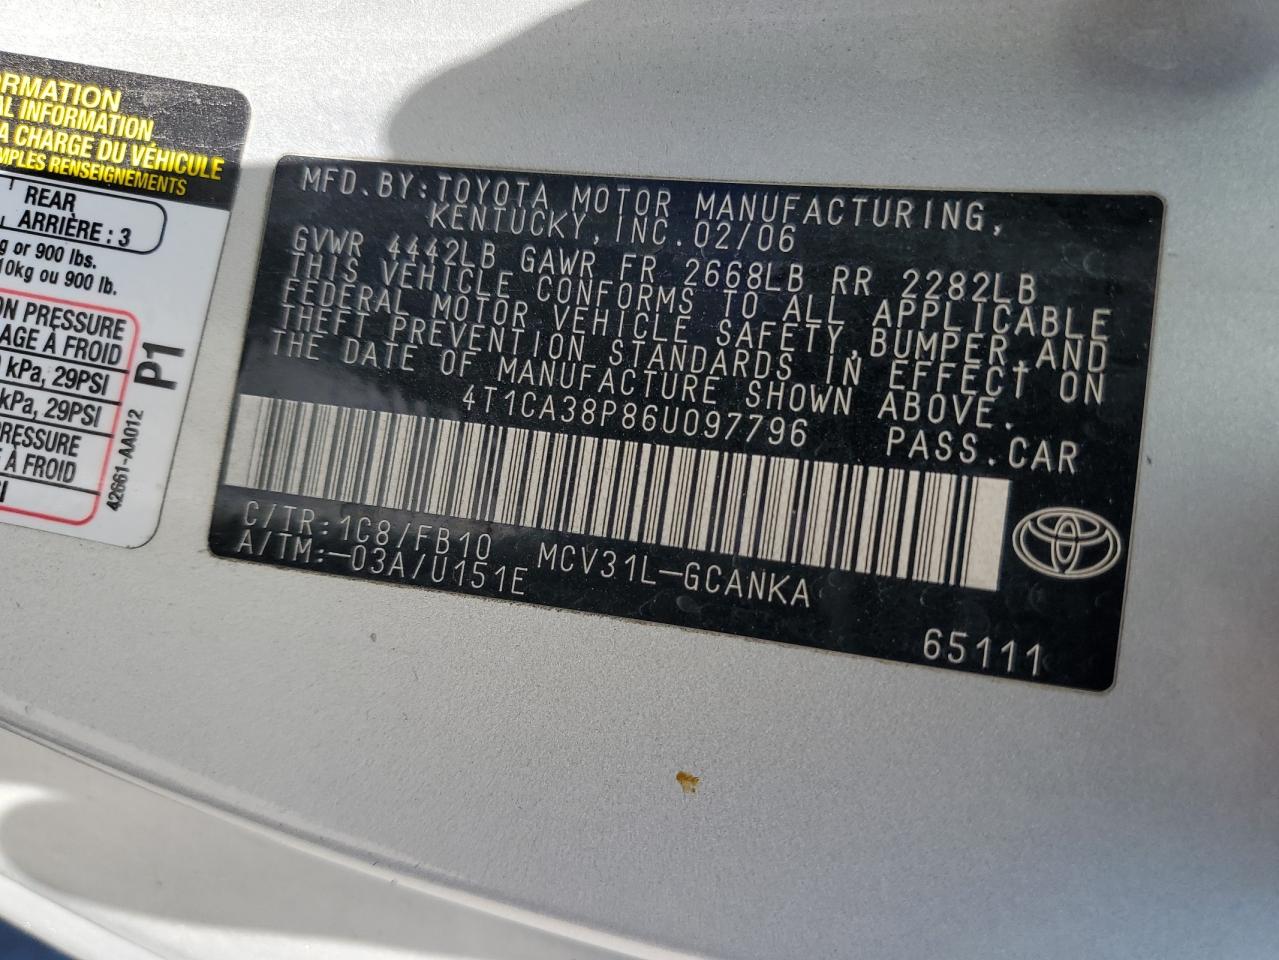 ORMATION
AL INFORMATION
A CHARGE DU VÉHICULE
MPLES RENSEIGNEMENTS
REAR
ARRIÈRE : 3
g or 900 lbs.
10kg ou 900 lb.
ON PRESSURE
LAGE À FROID
kPa, 29PSI
kPa, 29PSI
PRESSURE
E À FROID
P1
42661-AA012
MFD.BY:TOYOTA MOTOR MANUFACTURING,
KENTUCKY,INC.02/06
GVWR 4442LB GAWR FR 2668LB RR 2282LB
THIS VEHICLE CONFORMS TO ALL APPLICABLE
FEDERAL MOTOR VEHICLE SAFETY,BUMPER,AND
THEFT PREVENTION STANDARDS IN EFFECT ON
THE DATE OF MANUFACTURE SHOWN ABOVE.
4T1CA38P86U097796 PASS.CAR
C/TR:1C8/FB10 MCV31L-GCANKA
A/TM:-03A/U151E
65111